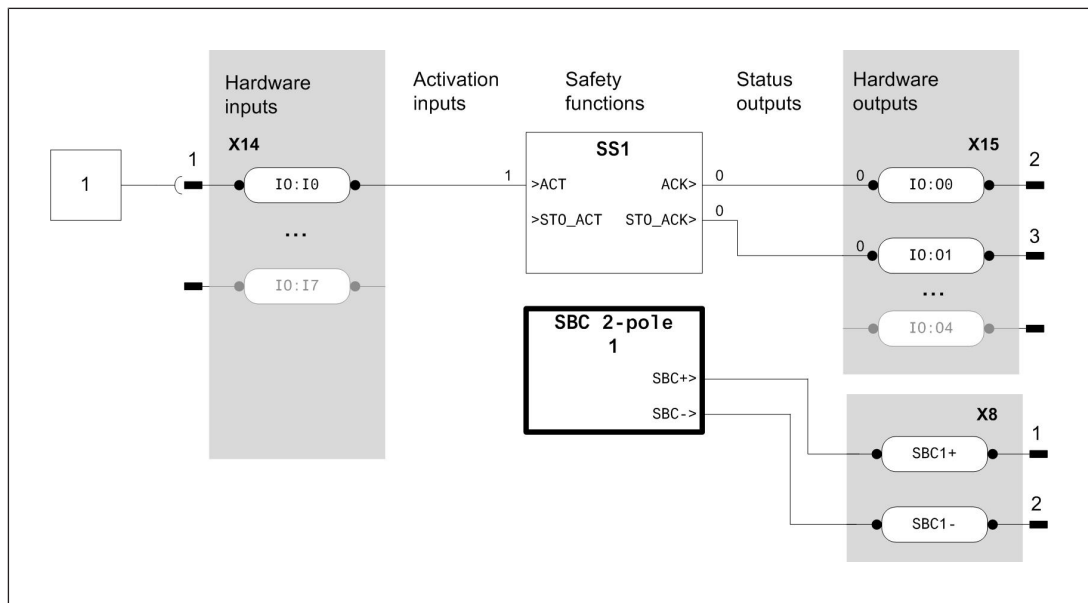 Hardware
inputs
Activation
inputs
Safety
functions
Status
outputs
Hardware
outputs
X14
SS1
X15
1
1
IO:I0
1
>ACT
ACK>
0
0
IO:O0
2
...
>STO_ACT
STO_ACK>
0
0
IO:O1
3
IO:I7
...
IO:O4
SBC 2-pole
1
SBC+>
SBC->
X8
SBC1+
1
SBC1-
2